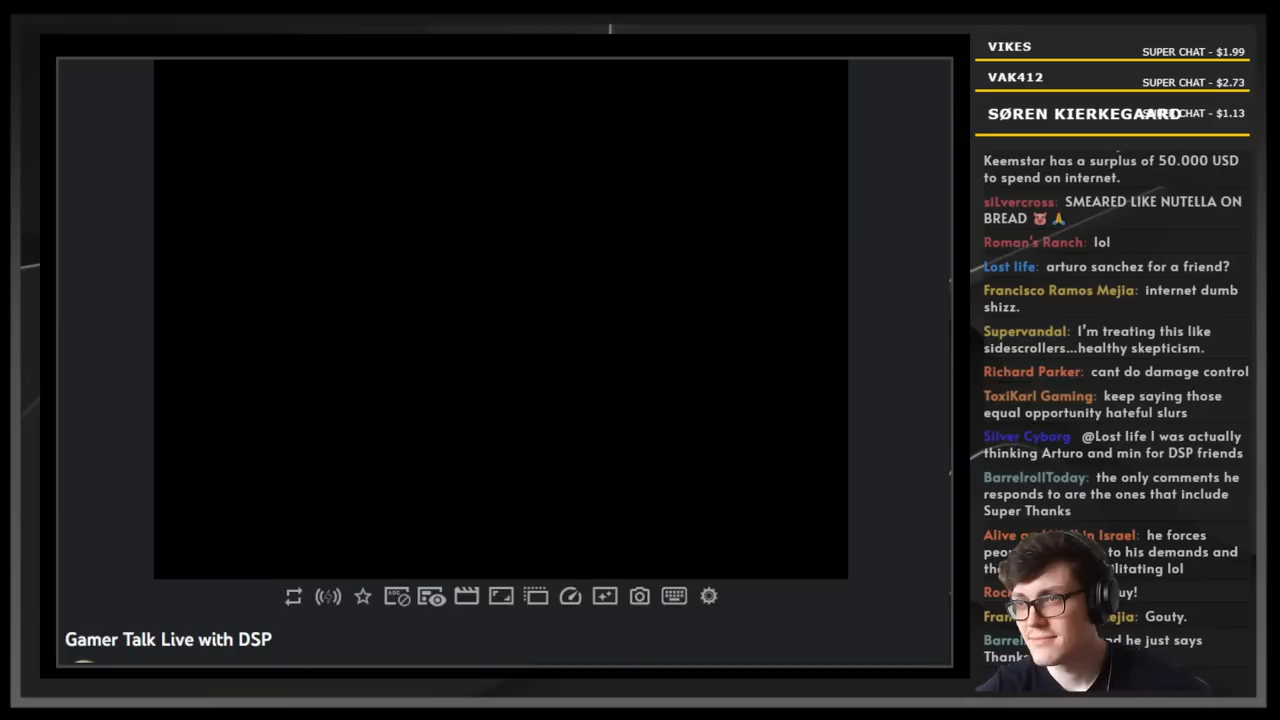 VIKES
SUPER CHAT - $1.99
VAK412
SUPER CHAT - $2.73
SØREN KIERKEGAARD
CHAT - $1.13
Keemstar has a surplus of 50.000 USD
to spend on internet.
siLvercross: SMEARED LIKE NUTELLA ON
BREAD 🐷 🙏
Roman's Ranch: lol
Lost life: arturo sanchez for a friend?
Francisco Ramos Mejia: internet dumb
shizz.
Supervandal: I'm treating this like
sidescrollers...healthy skepticism.
Richard Parker: cant do damage control
ToxiKarl Gaming: keep saying those
equal opportunity hateful slurs
Silver Cyborg @Lost life I was actually
thinking Arturo and min for DSP friends
BarrelrollToday: the only comments he
responds to are the ones that include
Super Thanks
Alive in Israel: he forces
to his demands and
lol
Gouty.
he just says
Gamer Talk Live with DSP